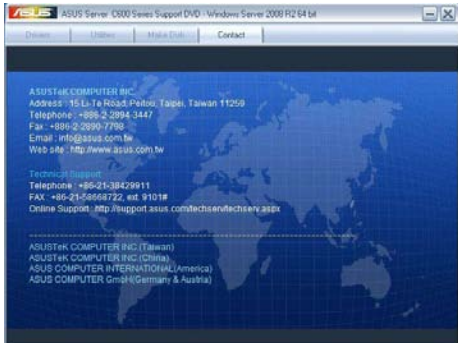 ASUS ASUS Server C600 Series Support DVD - Windows Server 2008 R2 64 bit
Drivers Utilities Make Disk Contact
ASUSTeK COMPUTER INC.
Address : 15 Li-Te Road, Peitou, Taipei, Taiwan 11259
Telephone : +886-2-2894-3447
Fax : +886-2-2890-7798
Email : info@asus.com.tw
Web site : http://www.asus.com.tw
Technical Support
Telephone : +86-21-38429911
FAX : +86-21-58668722, ext. 9101#
Online Support : http://support.asus.com/techserv/techserv.aspx
ASUSTeK COMPUTER INC.(Taiwan)
ASUSTeK COMPUTER INC.(China)
ASUS COMPUTER INTERNATIONAL(America)
ASUS COMPUTER GmbH(Germany & Austria)